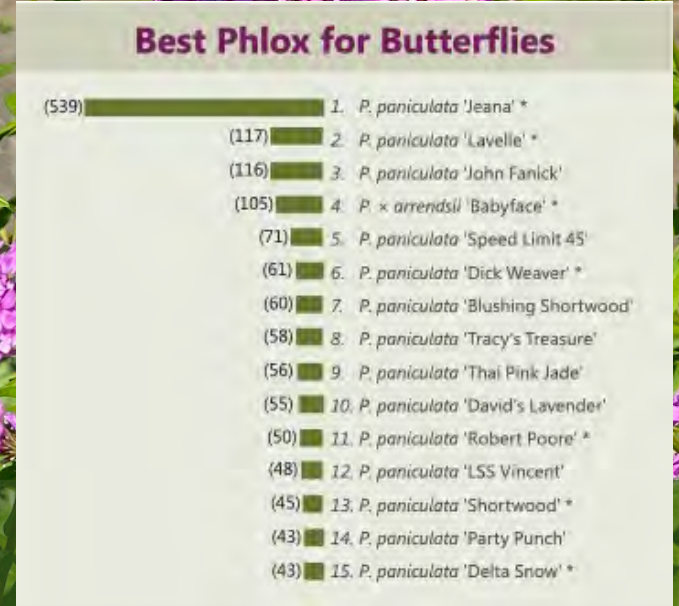 Best Phlox for Butterflies
(539) 1. P. paniculata 'Jeana' *
(117) 2. P. paniculata 'Lavelle' *
(116) 3. P. paniculata 'John Fanick'
(105) 4. P. × arrendsii 'Babyface' *
(71) 5. P. paniculata 'Speed Limit 45'
(61) 6. P. paniculata 'Dick Weaver' *
(60) 7. P. paniculata 'Blushing Shortwood'
(58) 8. P. paniculata 'Tracy's Treasure'
(56) 9. P. paniculata 'Thai Pink Jade'
(55) 10. P. paniculata 'David's Lavender'
(50) 11. P. paniculata 'Robert Poore' *
(48) 12. P. paniculata 'LSS Vincent'
(45) 13. P. paniculata 'Shortwood' *
(43) 14. P. paniculata 'Party Punch'
(43) 15. P. paniculata 'Delta Snow' *